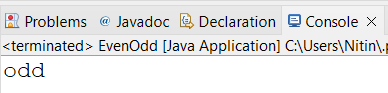 Problems Javadoc Declaration Console
<terminated> EvenOdd [Java Application] C:\Users\Nitin\.p
odd